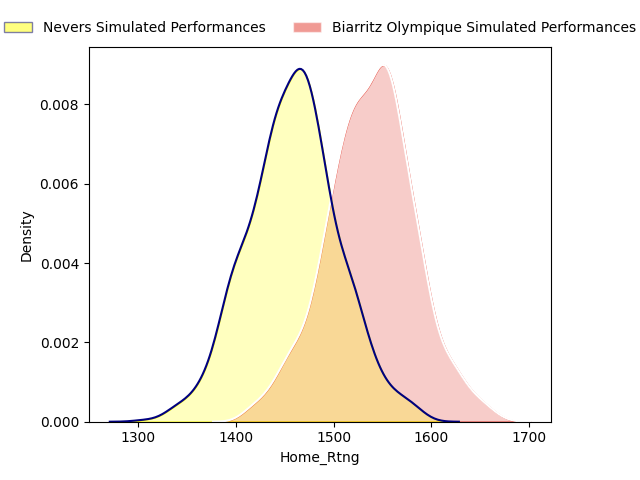 Nevers Simulated Performances Biarritz Olympique Simulated Performances
0.008
0.006
0.004
0.002
0.000
Density
1300 1400 1500 1600 1700
Home_Rtng